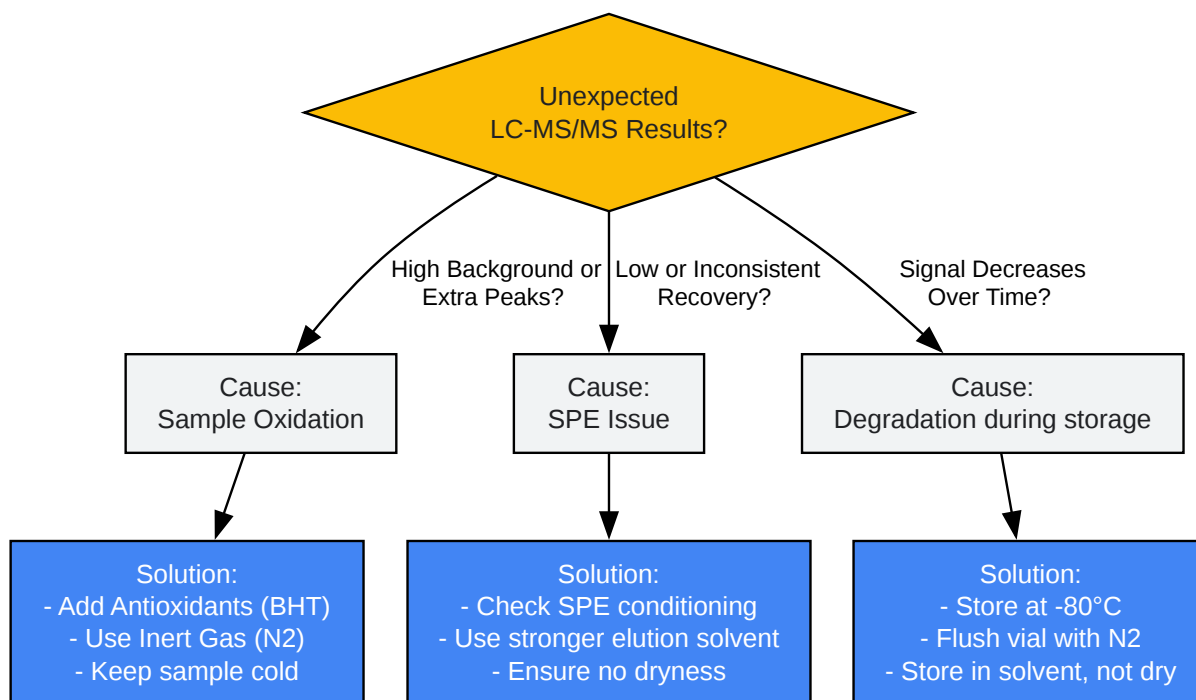 Unexpected
LC-MS/MS Results?
High Background or
Extra Peaks?
Low or Inconsistent
Recovery?
Signal Decreases
Over Time?
Cause:
Sample Oxidation
Cause:
SPE Issue
Cause:
Degradation during storage
Solution:
- Add Antioxidants (BHT)
- Use Inert Gas (N2)
- Keep sample cold
Solution:
- Check SPE conditioning
- Use stronger elution solvent
- Ensure no dryness
Solution:
- Store at -80°C
- Flush vial with N2
- Store in solvent, not dry